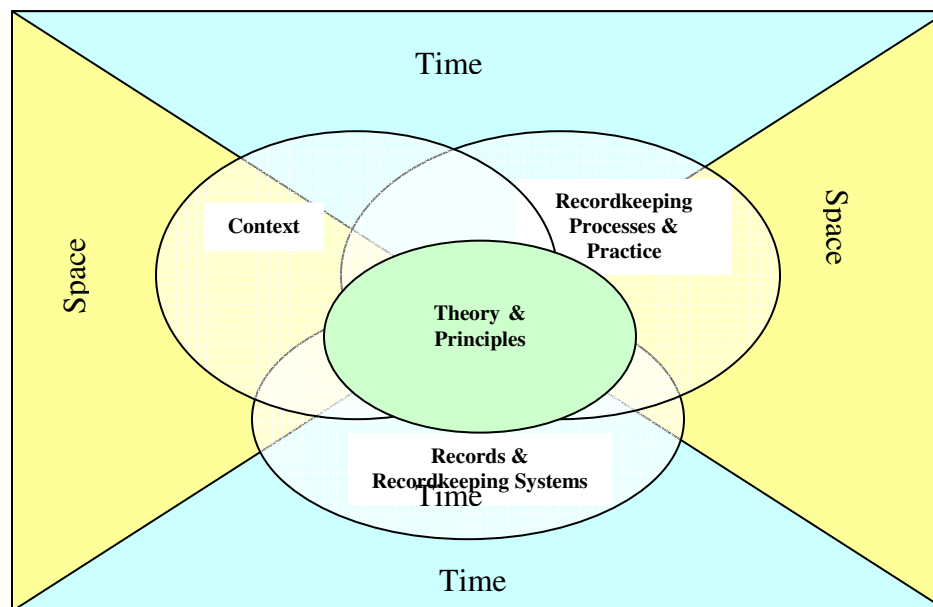 Time
Space
Context
Recordkeeping
Processes &
Practice
Space
Theory &
Principles
Records &
Recordkeeping Systems
Time
Time